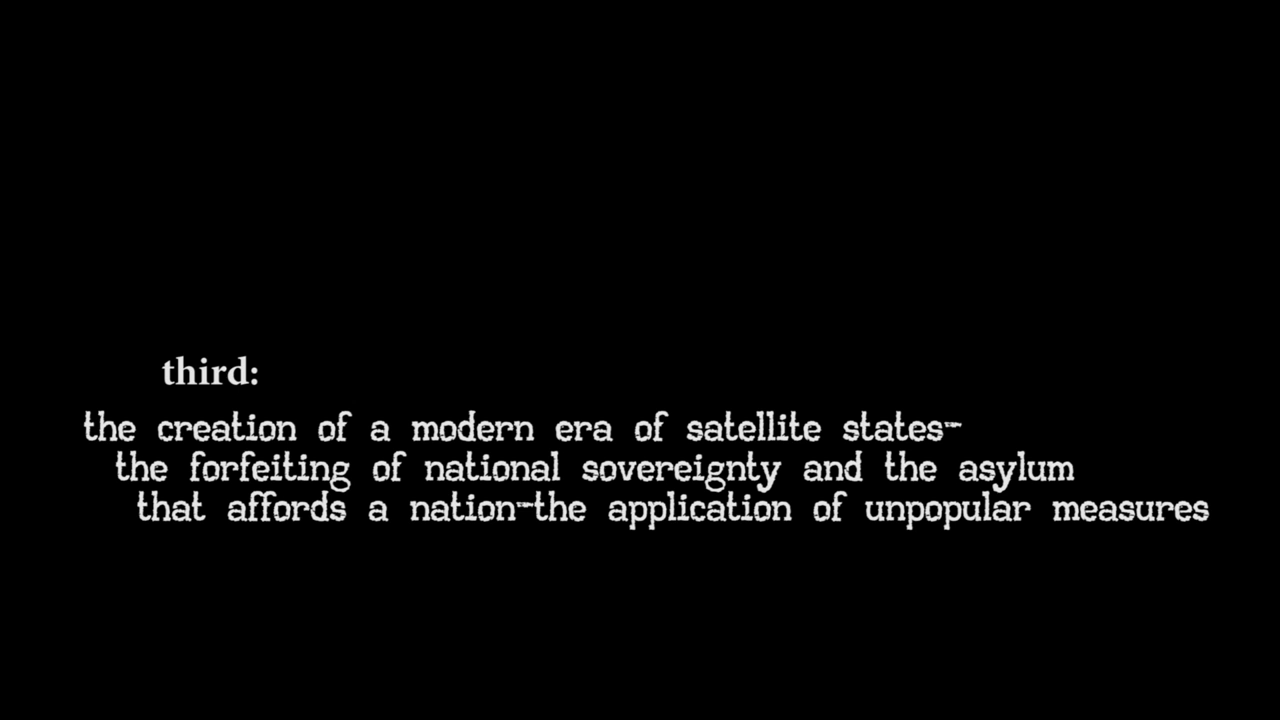 third:
the creation of a modern era of satellite states-
the forfeiting of national sovereignty and the asylum
that affords a nation-the application of unpopular measures